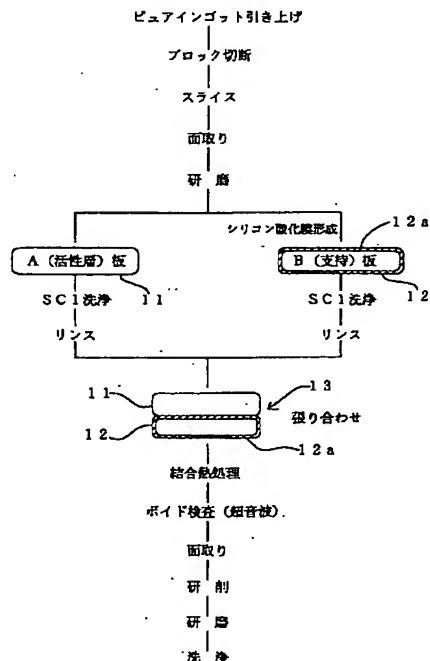 ピュアインゴット引き上げ
ブロック切断
スライス
面取り
研 磨
シリコン酸化膜形成
12a
A(活性層)板
B(支持)板
11
12
SC1洗浄
SC1洗浄
リンス
リンス
11
13
12
張り合わせ
12a
結合熱処理
ボイド検査(超音波)
面取り
研 削
研 磨
洗 浄